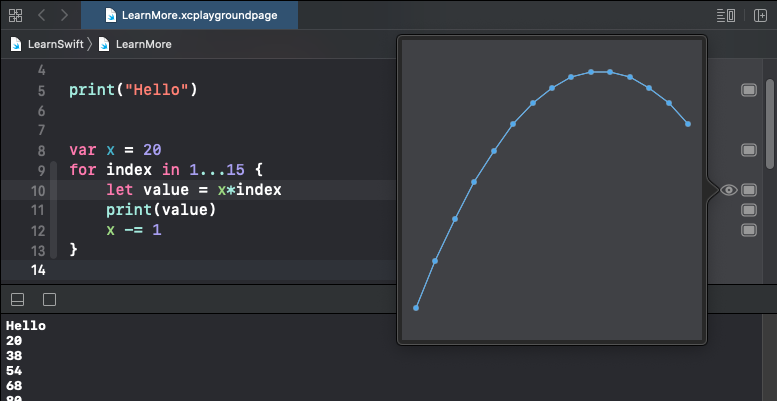 LearnMore.xcplaygroundpage
LearnSwift 〉 LearnMore
4
5 print("Hello")
6
7
8 var x = 20
9 for index in 1...15 {
10 let value = x*index
11 print(value)
12 x -= 1
13 }
14
Hello
20
38
54
68